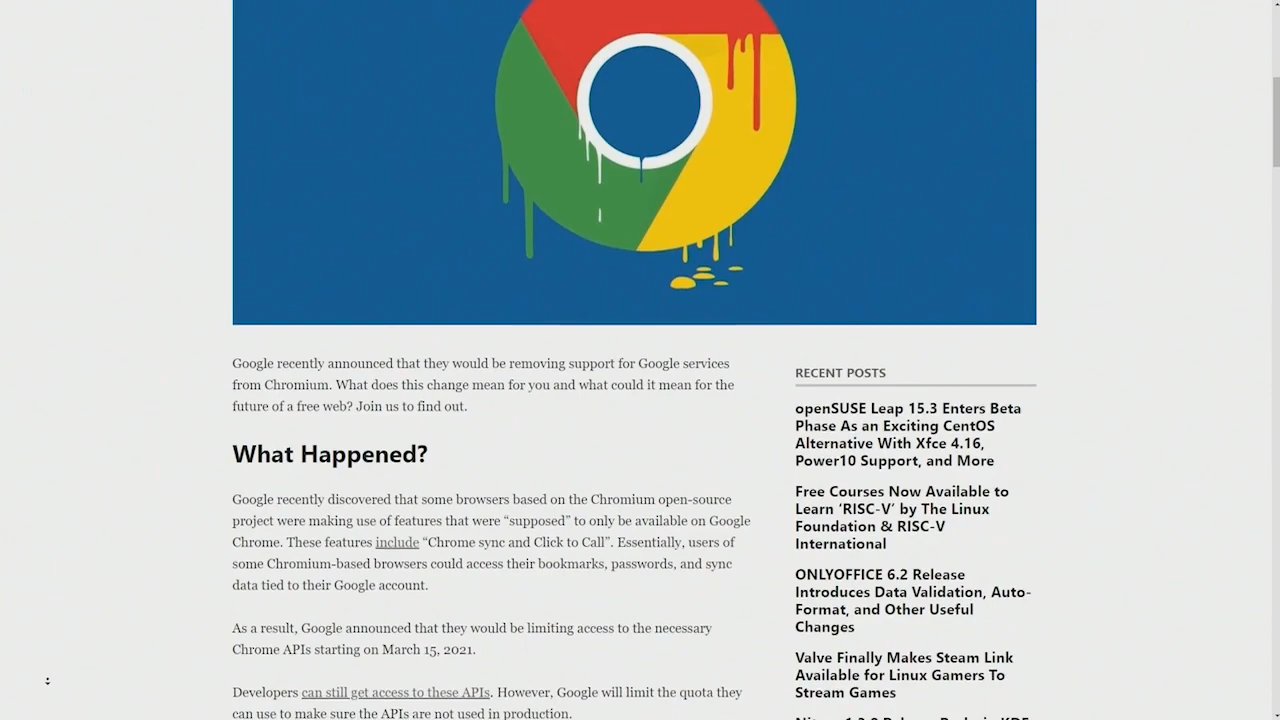 Google recently announced that they would be removing support for Google services
from Chromium. What does this change mean for you and what could it mean for the
future of a free web? Join us to find out.
What Happened?
Google recently discovered that some browsers based on the Chromium open-source
project were making use of features that were “supposed” to only be available on Google
Chrome. These features include “Chrome sync and Click to Call”. Essentially, users of
some Chromium-based browsers could access their bookmarks, passwords, and sync
data tied to their Google account.
As a result, Google announced that they would be limiting access to the necessary
Chrome APIs starting on March 15, 2021.
Developers can still get access to these APIs. However, Google will limit the quota they
can use to make sure the APIs are not used in production.
RECENT POSTS
openSUSE Leap 15.3 Enters Beta
Phase As an Exciting CentOS
Alternative With Xfce 4.16,
Power10 Support, and More
Free Courses Now Available to
Learn ‘RISC-V’ by The Linux
Foundation & RISC-V
International
ONLYOFFICE 6.2 Release
Introduces Data Validation, Auto-
Format, and Other Useful
Changes
Valve Finally Makes Steam Link
Available for Linux Gamers To
Stream Games